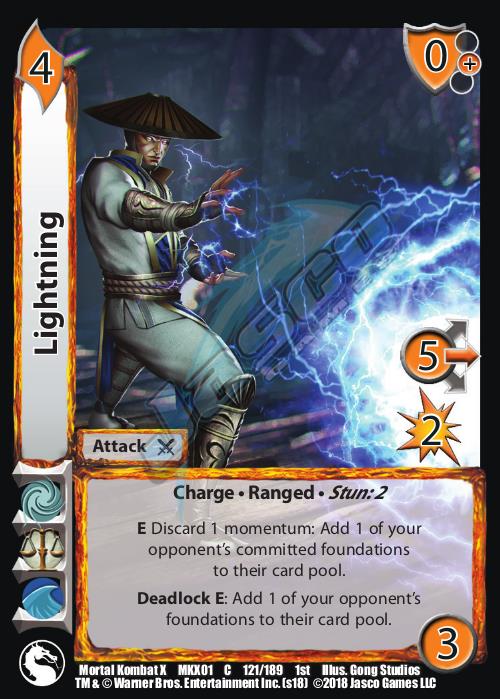 4
0
+
Lightning
5
2
Attack
Charge • Ranged • Stun: 2
E Discard 1 momentum: Add 1 of your
opponent's committed foundations
to their card pool.
Deadlock E: Add 1 of your opponent's
foundations to their card pool.
3
Mortal Kombat X MKX01 C 121/189 1st Illus. Gong Studios
TM & © Warner Bros. Entertainment Inc. (s18) ©2018 Jasco Games LLC
JASCO